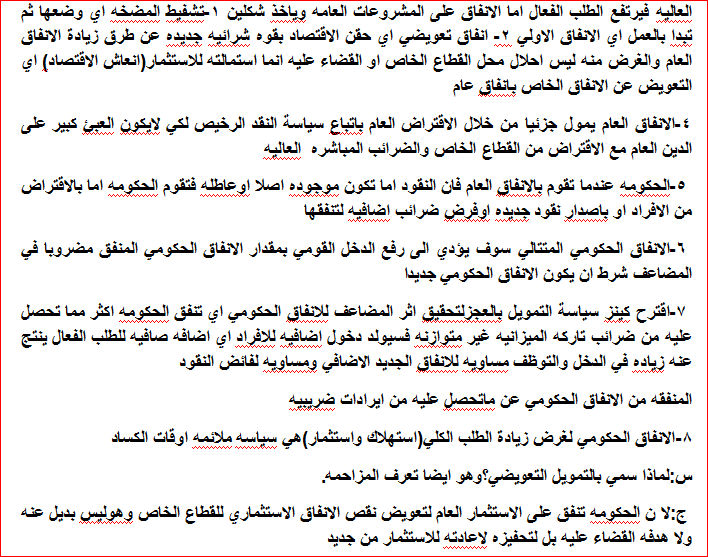 العاليه فيرتفع الطلب الفعال اما الانفاق على المشروعات العامه وياخذ شكلين ١-تشفيط المضخه اي وضعها ثم
تبدا بالعمل اي الانفاق الاولي ٢- انفاق تعويضي اي حقن الاقتصاد بقوه شرائيه جديده عن طرق زيادة الانفاق
العام والغرض منه ليس احلال محل القطاع الخاص او القضاء عليه انما استمالته للاستثمار(انعاش الاقتصاد) اي
التعويض عن الانفاق الخاص بانفاق عام
٤-الانفاق العام يمول جزئيا من خلال الاقتراض العام باتباع سياسة النقد الرخيص لكي لايكون العبئ كبير على
الدين العام مع الاقتراض من القطاع الخاص والضرائب المباشره العاليه
٥-الحكومه عندما تقوم بالانفاق العام فان النقود اما تكون موجوده اصلا اوعاطله فتقوم الحكومه اما بالاقتراض
من الافراد او باصدار نقود جديده اوفرض ضرائب اضافيه لتنفقها
٦-الانفاق الحكومي المتتالي سوف يؤدي الى رفع الدخل القومي بمقدار الانفاق الحكومي المنفق مضروبا في
المضاعف شرط ان يكون الانفاق الحكومي جديدا
٧-اقترح كينز سياسة التمويل بالعجزلتحقيق اثر المضاعف للانفاق الحكومي اي تنفق الحكومه اكثر مما تحصل
عليه من ضرائب تاركه الميزانيه غير متوازنه فسيولد دخول اضافيه للافراد اي اضافه صافيه للطلب الفعال ينتج
عنه زياده في الدخل والتوظف مساويه للانفاق الجديد الاضافي ومساويه لفائض النقود
المنفقه من الانفاق الحكومي عن ماتحصل عليه من ايرادات ضريبيه
٨-الانفاق الحكومي لغرض زيادة الطلب الكلي(استهلاك واستثمار)هي سياسه ملائمه اوقات الكساد
س:لماذا سمي بالتمويل التعويضي؟وهو ايضا تعرف المزاحمه.
ج:لا ن الحكومه تنفق على الاستثمار العام لتعويض نقص الانفاق الاستثماري للقطاع الخاص وهوليس بديل عنه
ولا هدفه القضاء عليه بل لتحفيزه لاعادته للاستثمار من جديد